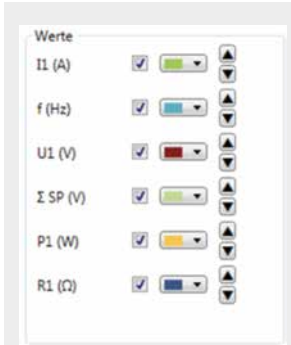 Werte
I1 (A)
f (Hz)
U1 (V)
Σ SP (V)
P1 (W)
R1 (Ω)